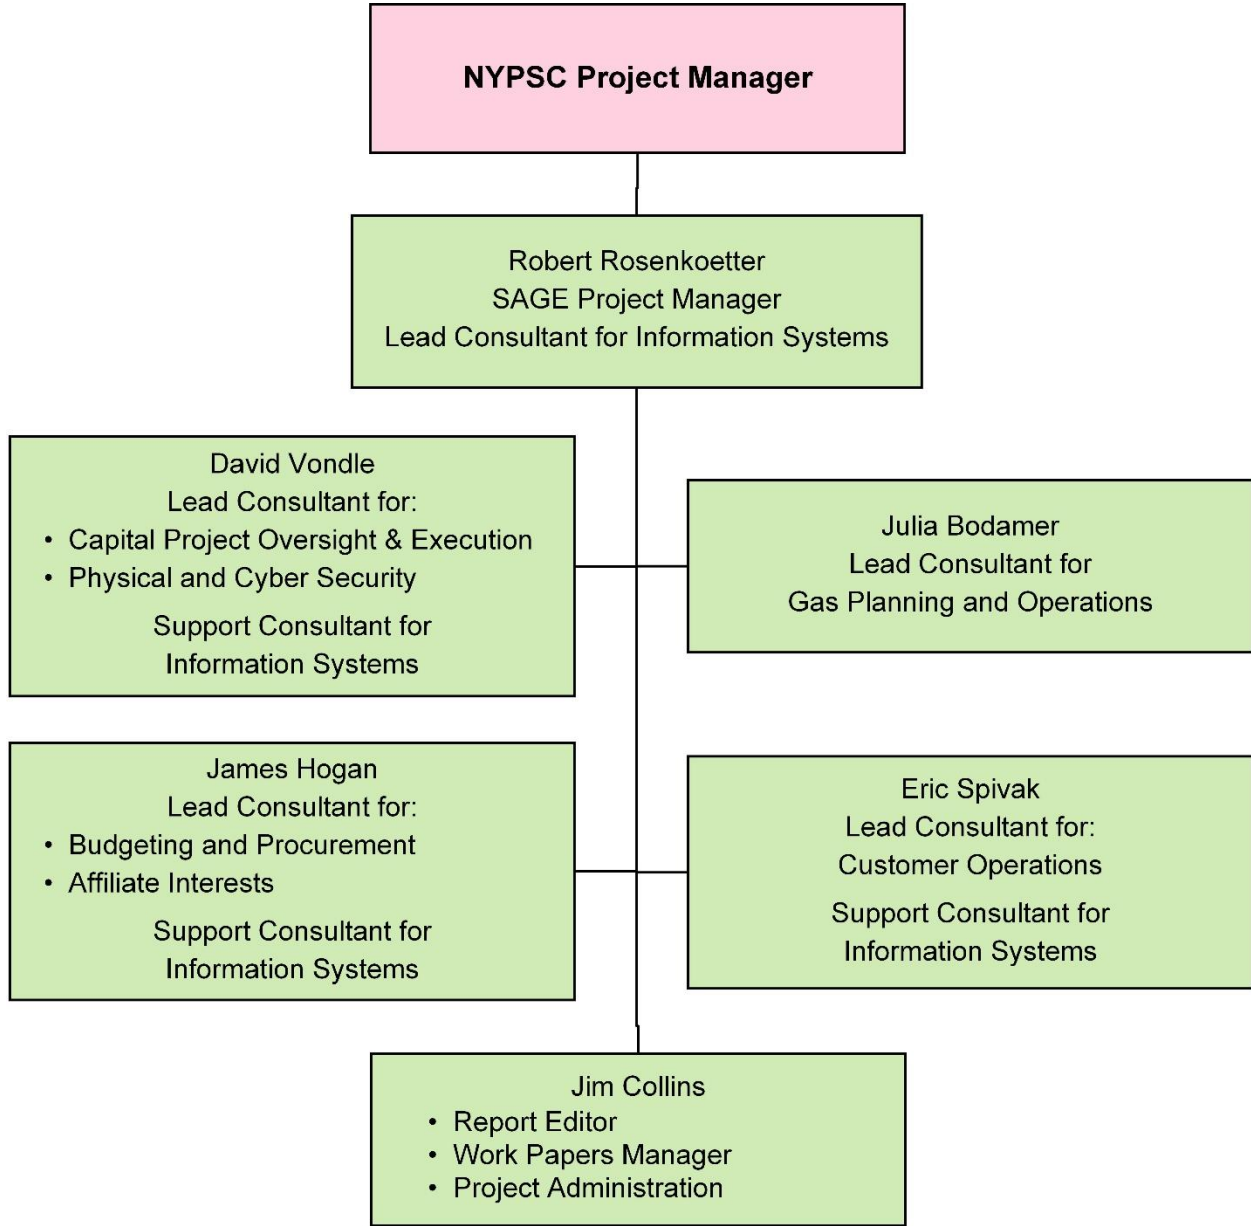 NYPSC Project Manager
Robert Rosenkoetter
SAGE Project Manager
Lead Consultant for Information Systems
David Vondle
Lead Consultant for:
• Capital Project Oversight & Execution
• Physical and Cyber Security
Support Consultant for
Information Systems
Julia Bodamer
Lead Consultant for
Gas Planning and Operations
James Hogan
Lead Consultant for:
• Budgeting and Procurement
• Affiliate Interests
Support Consultant for
Information Systems
Eric Spivak
Lead Consultant for:
Customer Operations
Support Consultant for
Information Systems
Jim Collins
• Report Editor
• Work Papers Manager
• Project Administration